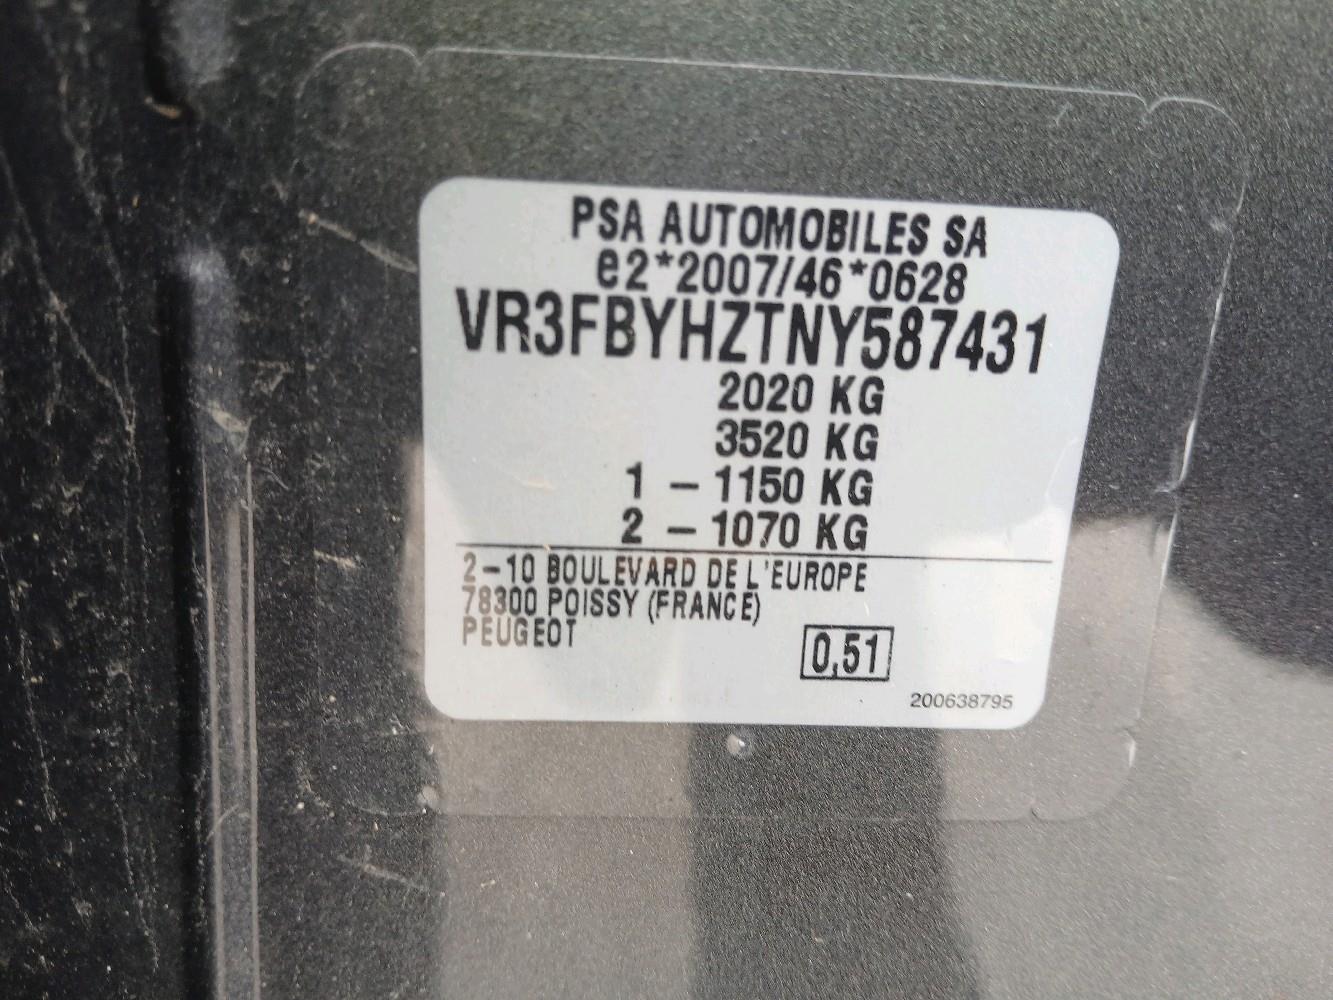 PSA AUTOMOBILES SA
e2*2007/46*0628
VR3FBYHZTNY587431
2020 KG
3520 KG
1 - 1150 KG
2 - 1070 KG
2-10 BOULEVARD DE L'EUROPE
78300 POISSY (FRANCE)
PEUGEOT
0,51
200638795